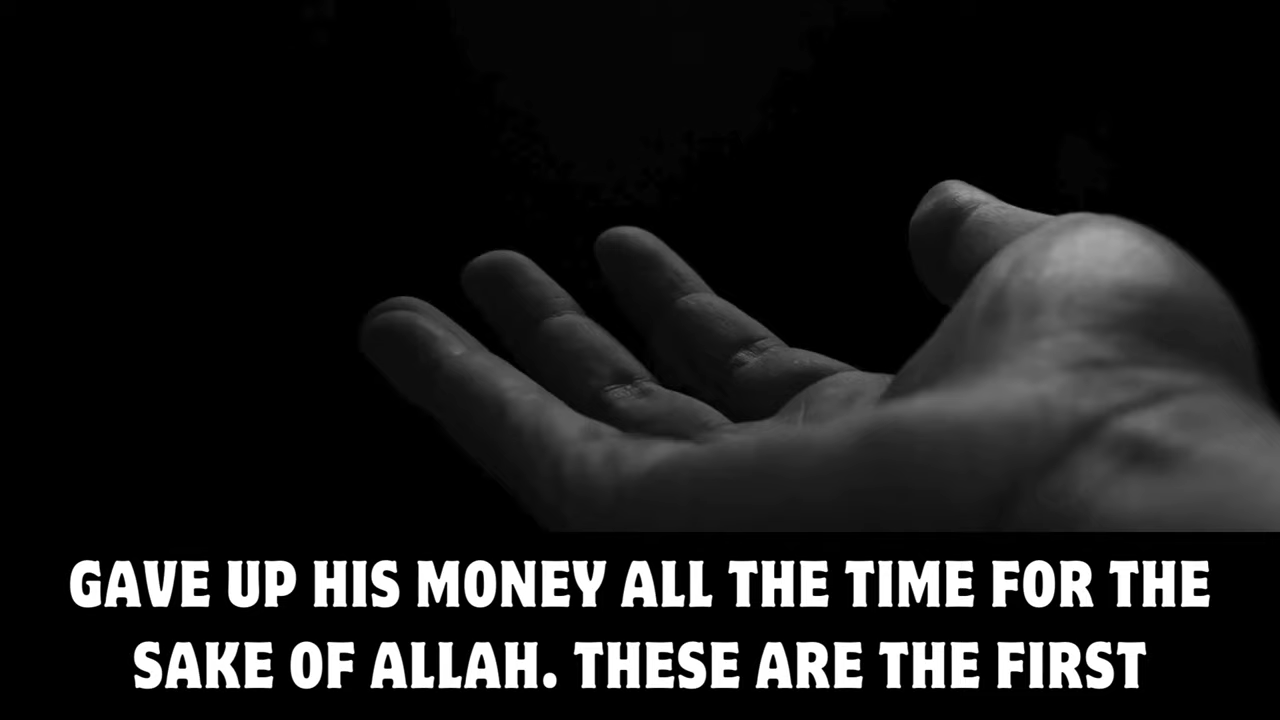 GAVE UP HIS MONEY ALL THE TIME FOR THE
SAKE OF ALLAH. THESE ARE THE FIRST